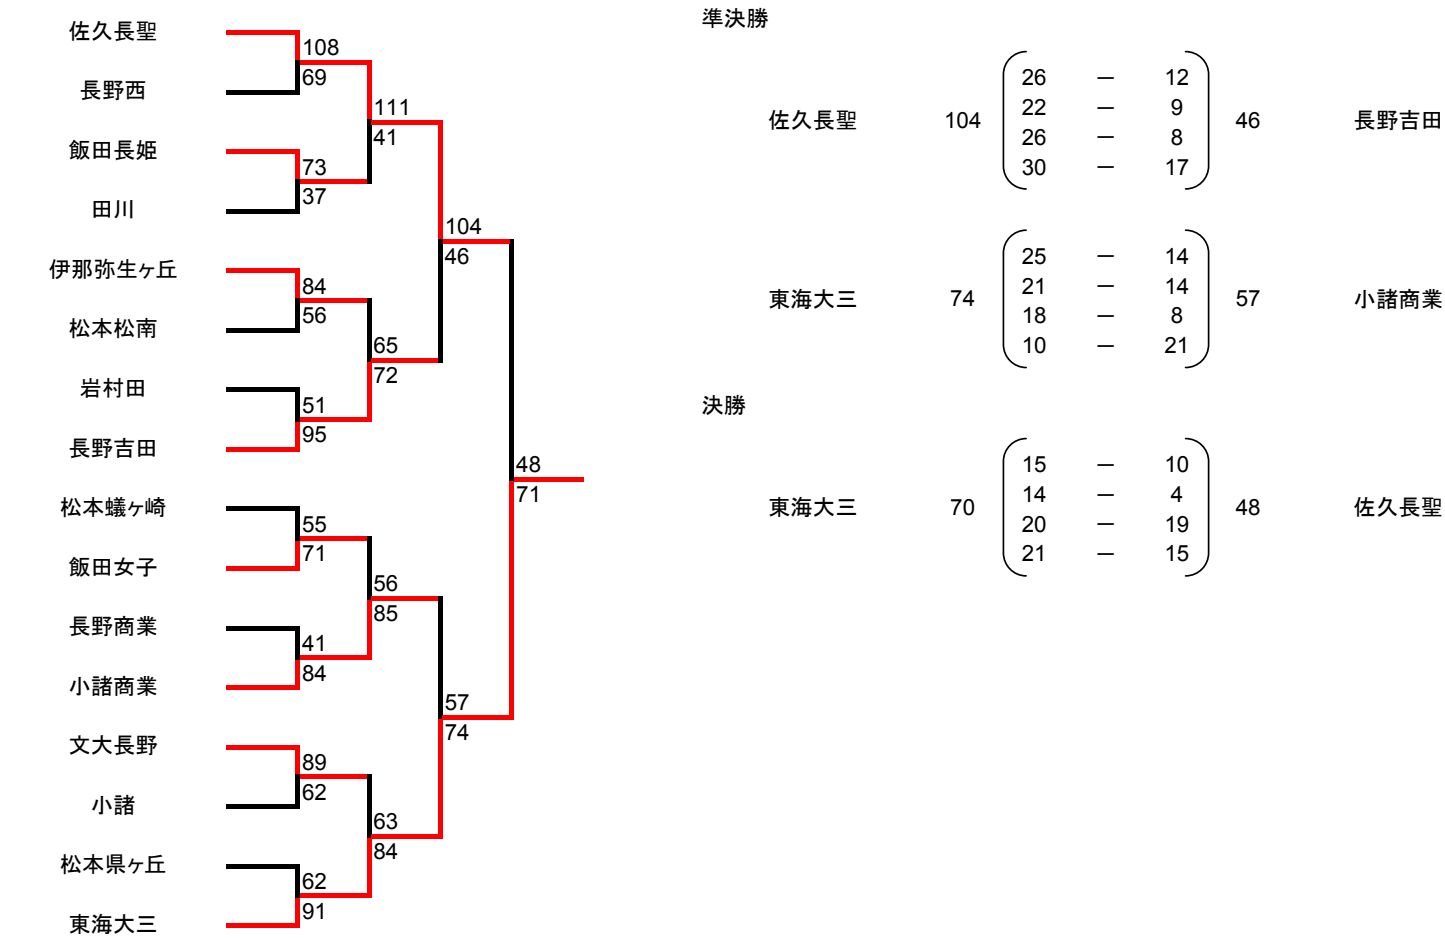 佐久長聖
108
69
長野西
111
41
飯田長姫
73
37
田川
104
46
伊那弥生ヶ丘
84
56
松本松南
65
72
岩村田
51
95
長野吉田
48
71
松本蟻ヶ崎
55
71
飯田女子
56
85
長野商業
41
84
小諸商業
57
74
文大長野
89
62
小諸
63
84
松本県ヶ丘
62
91
東海大三
準決勝
26 － 12
22 － 9
佐久長聖 104 46 長野吉田
26 － 8
30 － 17
25 － 14
21 － 14
東海大三 74 57 小諸商業
18 － 8
10 － 21
決勝
15 － 10
14 － 4
東海大三 70 48 佐久長聖
20 － 19
21 － 15